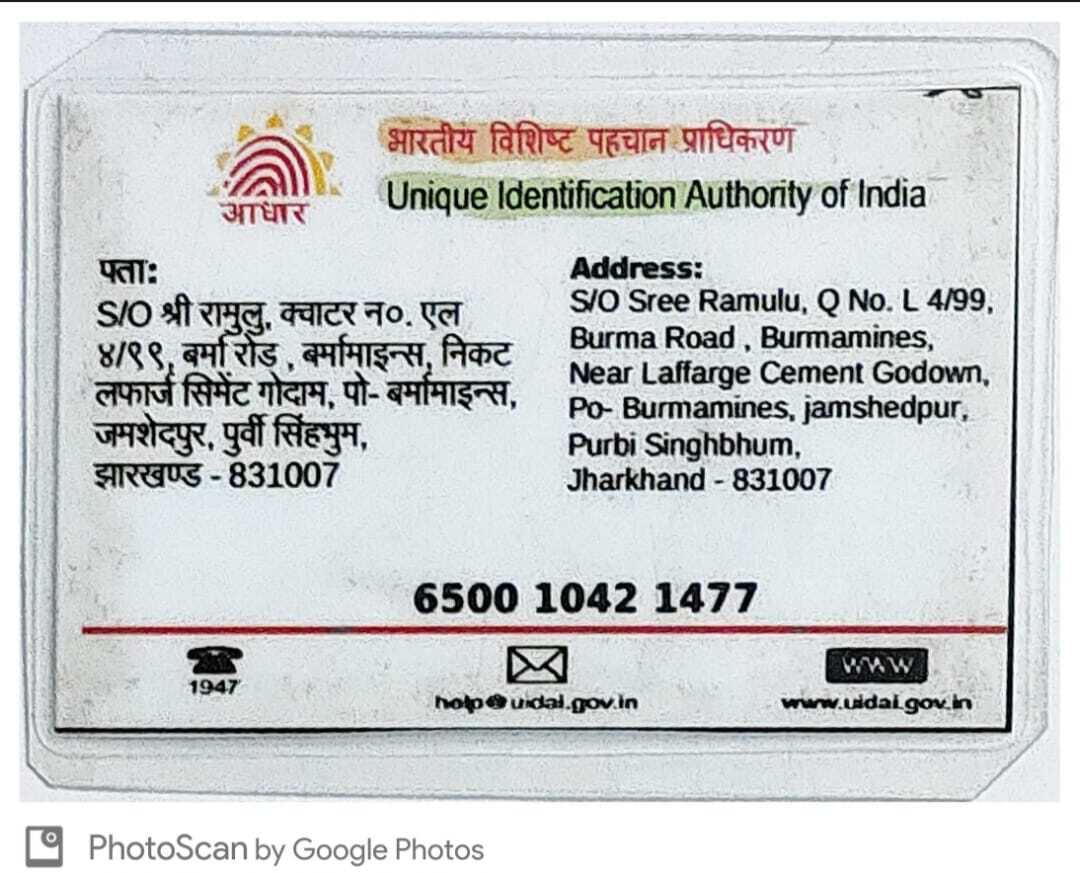 आधार
भारतीय विशिष्ट पहचान प्राधिकरण
Unique Identification Authority of India
पता:
S/O श्री रामुलु, क्वाटर न०. एल
४/९९, बर्मा रोड , बर्मामाइन्स, निकट
लफार्ज सिमेंट गोदाम, पो- बर्मामाइन्स,
जमशेदपुर, पुर्वी सिंहभुम,
झारखण्ड - 831007
Address:
S/O Sree Ramulu, Q No. L 4/99,
Burma Road , Burmamines,
Near Laffarge Cement Godown,
Po- Burmamines, jamshedpur,
Purbi Singhbhum,
Jharkhand - 831007
6500 1042 1477
1947
help@uidai.gov.in
WWW
www.uidai.gov.in
PhotoScan by Google Photos